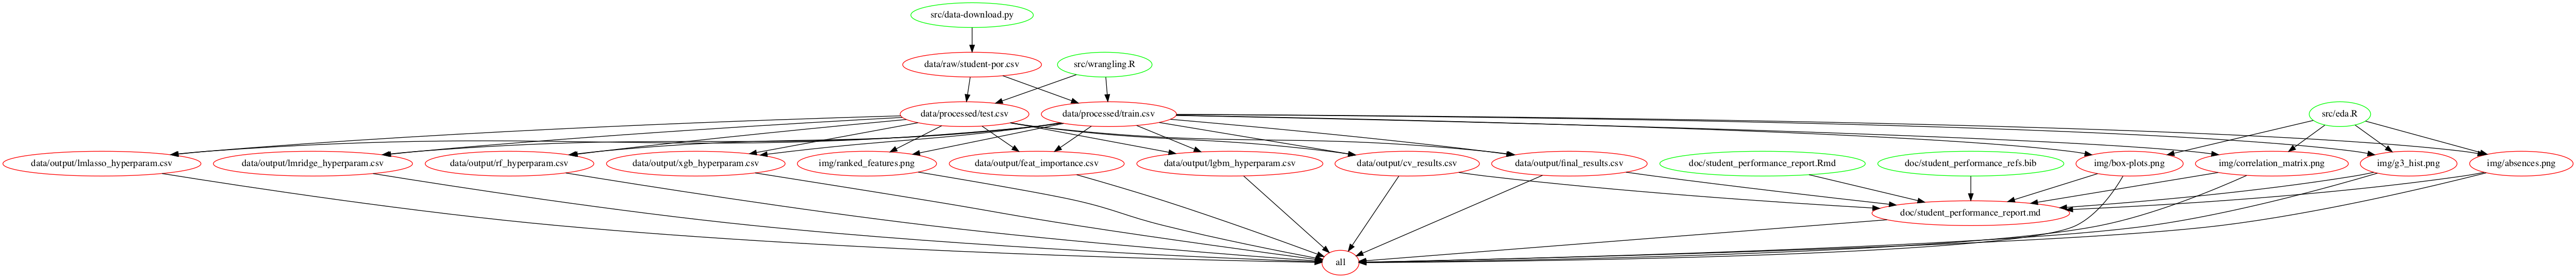 src/data-download.py
data/raw/student-por.csv
src/wrangling.R
data/processed/test.csv
data/processed/train.csv
src/eda.R
data/output/lmlasso_hyperparam.csv
data/output/lmridge_hyperparam.csv
data/output/rf_hyperparam.csv
data/output/xgb_hyperparam.csv
img/ranked_features.png
data/output/feat_importance.csv
data/output/lgbm_hyperparam.csv
data/output/cv_results.csv
data/output/final_results.csv
doc/student_performance_report.Rmd
doc/student_performance_refs.bib
img/box-plots.png
img/correlation_matrix.png
img/g3_hist.png
img/absences.png
doc/student_performance_report.md
all